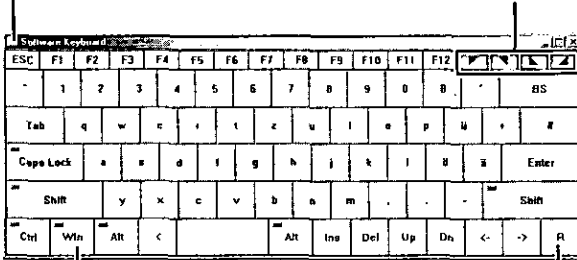 Software Keyboard
ESC F1 F2 F3 F4 F5 F6 F7 F8 F9 F10 F11 F12
1 2 3 4 5 6 7 8 9 0 ß ´ BS
Tab q w e r t z u i o p ü + #
Caps Lock a s d f g h j k l ö ä Enter
Shift y x c v b n m , . - Shift
Ctrl Win Alt < Alt Ins Del Up Dn <- -> R